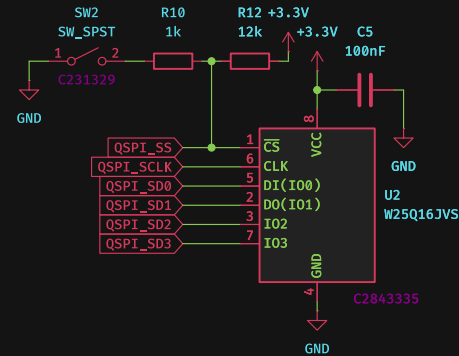 SW2
SW_SPST
1
2
C231329
GND
R10
1k
R12
12k
+3.3V
+3.3V
C5
100nF
GND
QSPI_SS
QSPI_SCLK
QSPI_SD0
QSPI_SD1
QSPI_SD2
QSPI_SD3
1
6
5
2
3
7
8
4
CS
CLK
DI(IO0)
DO(IO1)
IO2
IO3
VCC
GND
U2
W25Q16JVS
C2843335
GND